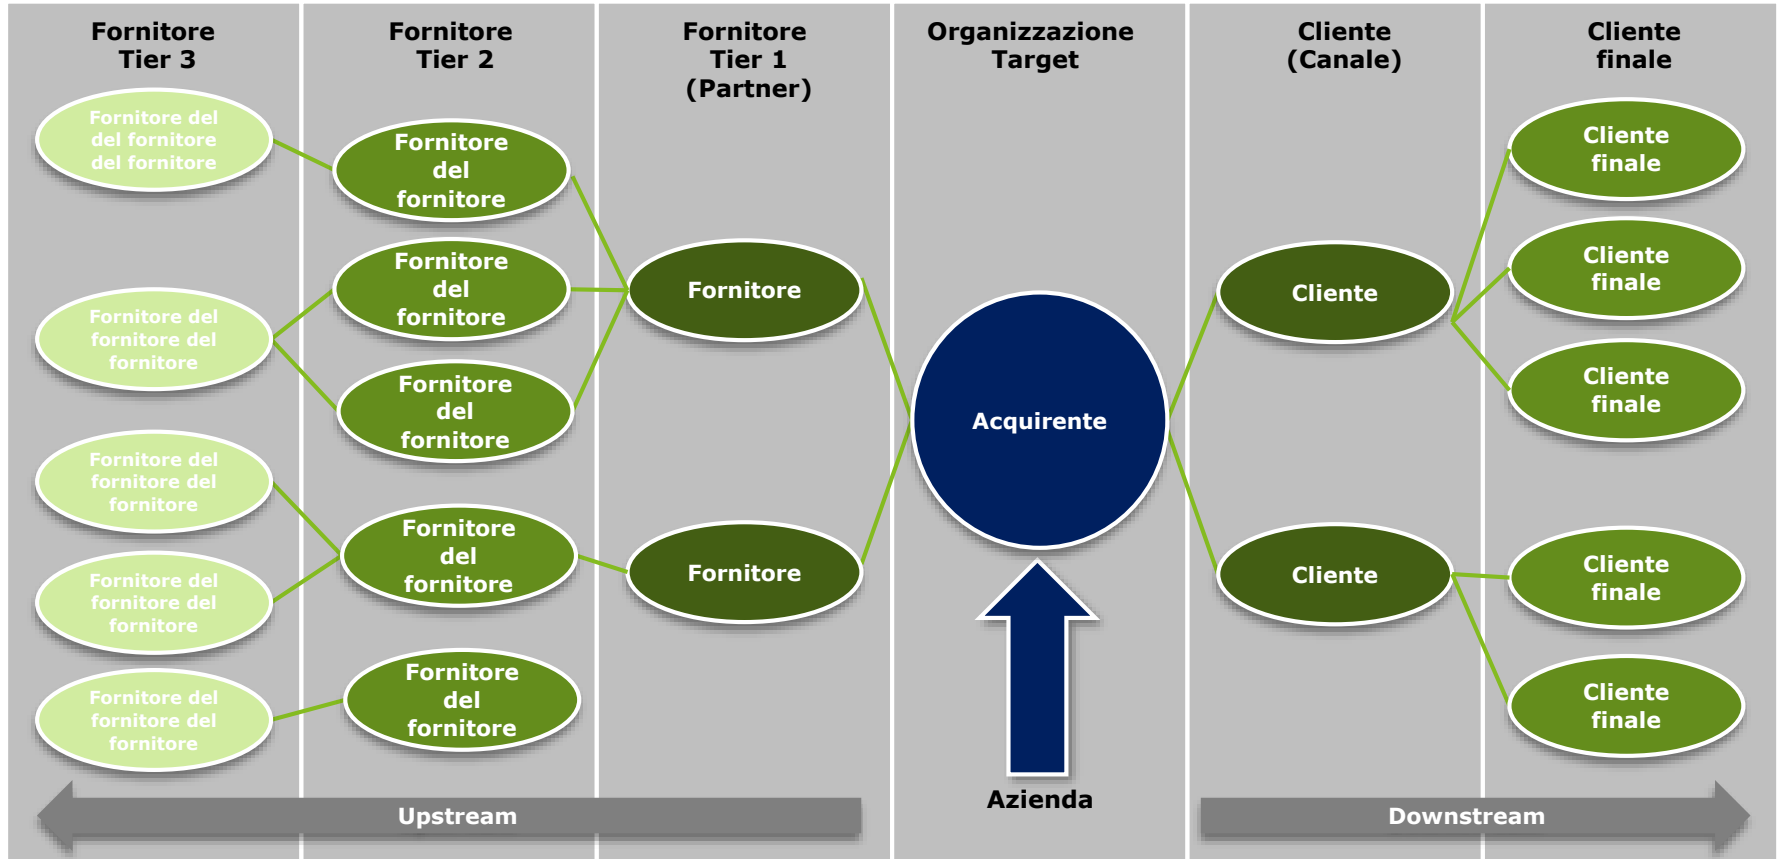 Fornitore
Tier 3
Fornitore
Tier 2
Fornitore
Tier 1
(Partner)
Organizzazione
Target
Cliente
(Canale)
Cliente
finale
Fornitore del
del fornitore
del fornitore
Fornitore del
fornitore del
fornitore
Fornitore del
fornitore del
fornitore
Fornitore del
fornitore del
fornitore
Fornitore del
fornitore del
fornitore
Fornitore
del
fornitore
Fornitore
del
fornitore
Fornitore
del
fornitore
Fornitore
del
fornitore
Fornitore
del
fornitore
Fornitore
Fornitore
Acquirente
Azienda
Cliente
Cliente
Cliente
finale
Cliente
finale
Cliente
finale
Cliente
finale
Cliente
finale
Upstream
Downstream